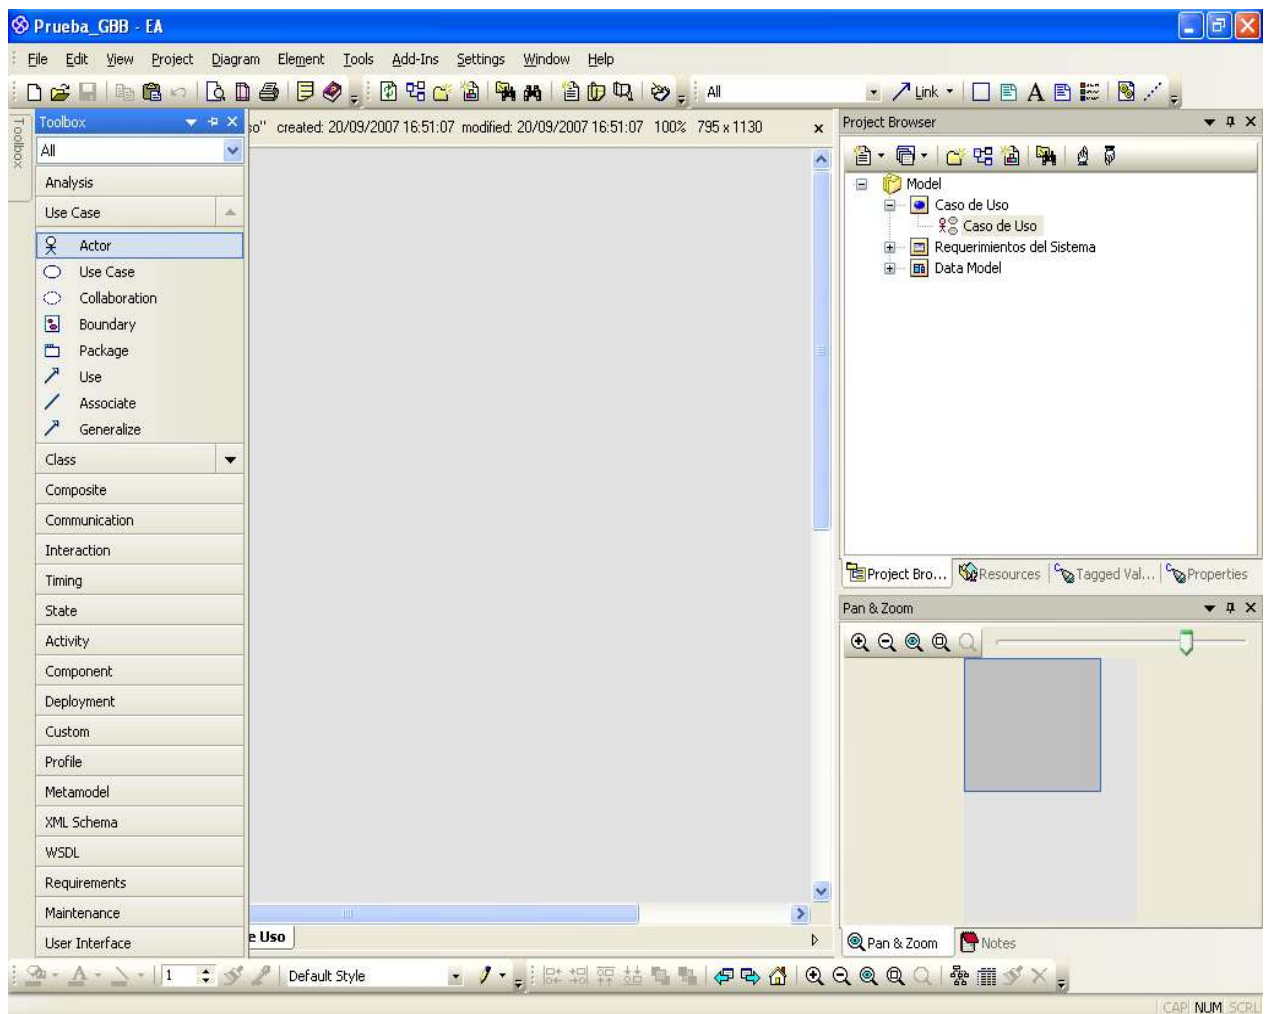 Prueba_GBB - EA
File Edit View Project Diagram Element Tools Add-Ins Settings Window Help
All Link A
Toolbox
Toolbox
so" created: 20/09/2007 16:51:07 modified: 20/09/2007 16:51:07 100% 795 x 1130
All
Analysis
Use Case
Actor
Use Case
Collaboration
Boundary
Package
Use
Associate
Generalize
Class
Composite
Communication
Interaction
Timing
State
Activity
Component
Deployment
Custom
Profile
Metamodel
XML Schema
WSDL
Requirements
Maintenance
User Interface
e Uso
Project Browser
Model
Caso de Uso
Caso de Uso
Requerimientos del Sistema
Data Model
Project Bro... Resources Tagged Val... Properties
Pan & Zoom
Pan & Zoom Notes
A 1 Default Style
CAP NUM SCRL